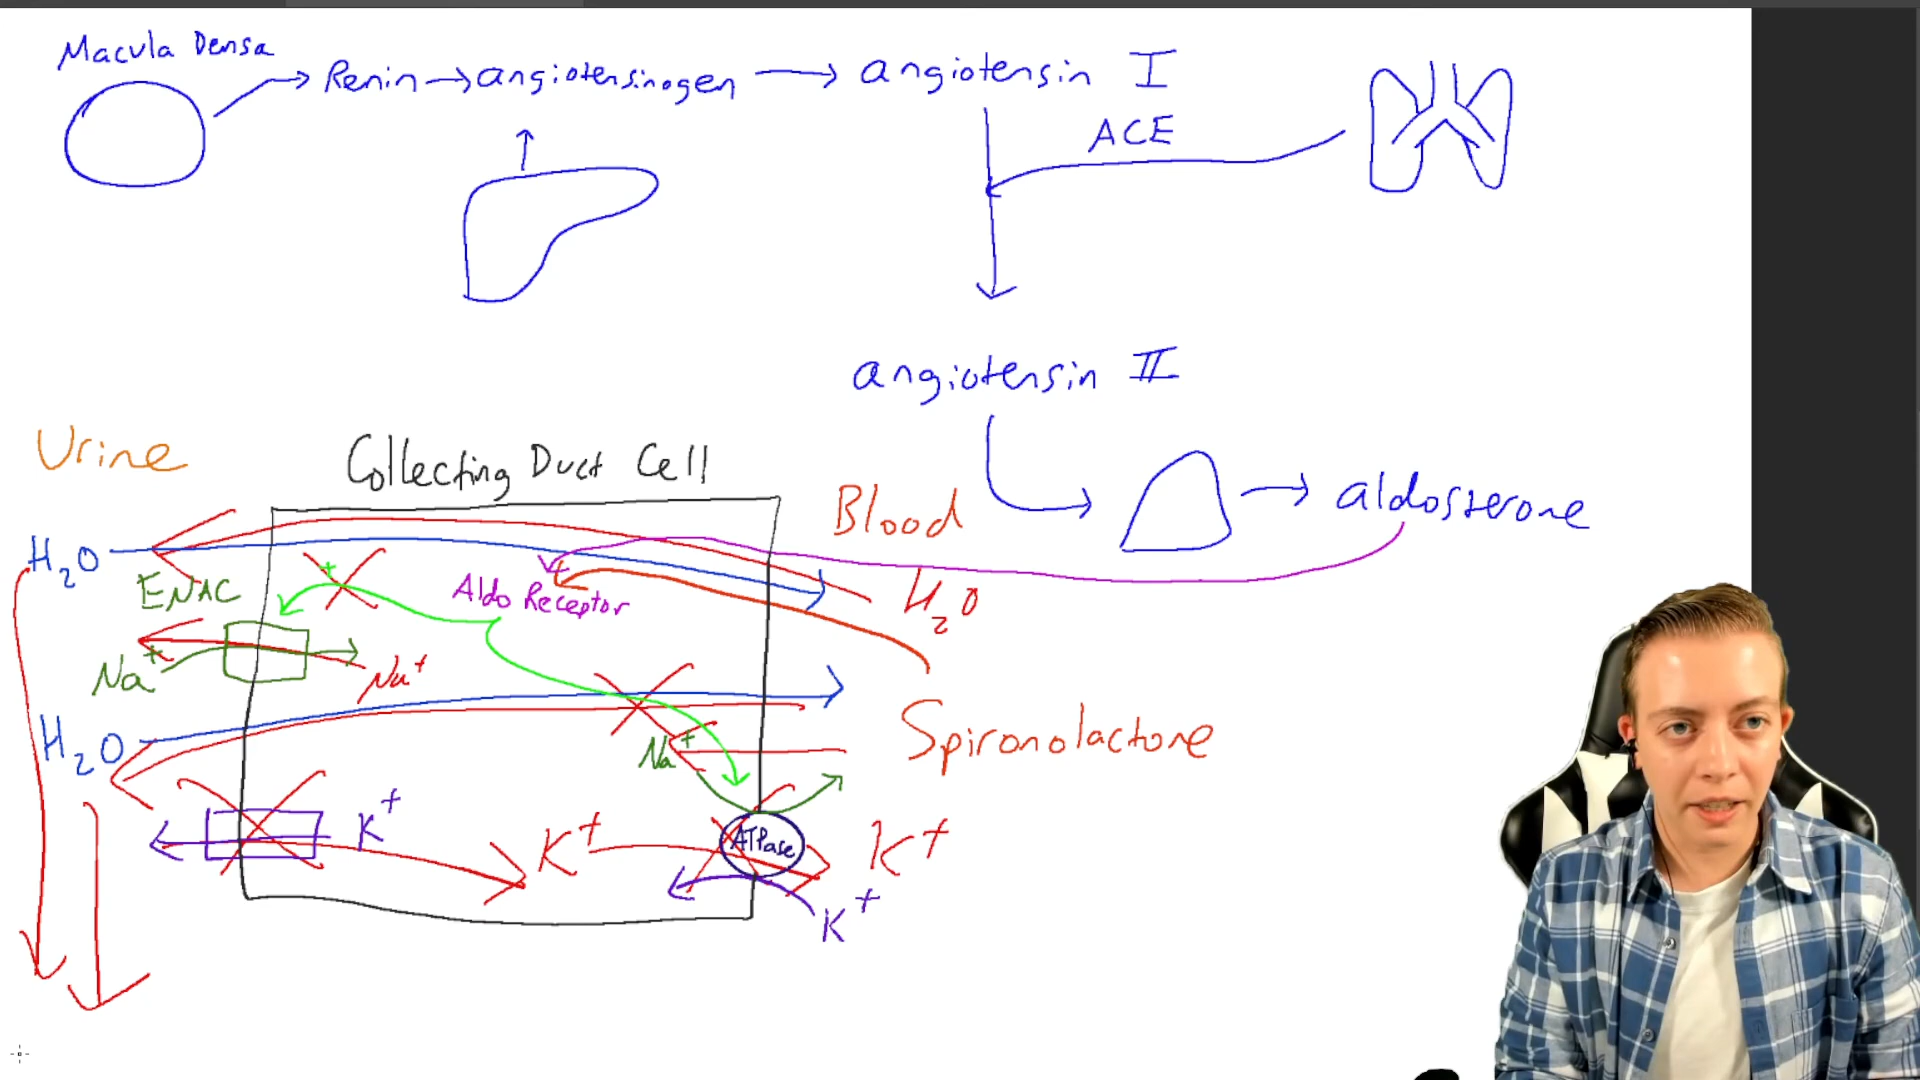 Macula Densa
Renin angiotensinogen angiotensin I
ACE
angiotensin II
aldosterone
Urine
Collecting Duct Cell
Blood
H2O
ENAC
Aldo Receptor
H2O
+
Na+
Na+
H2O
Na+
Spironolactone
K+
K+
ATPase
K+
K+